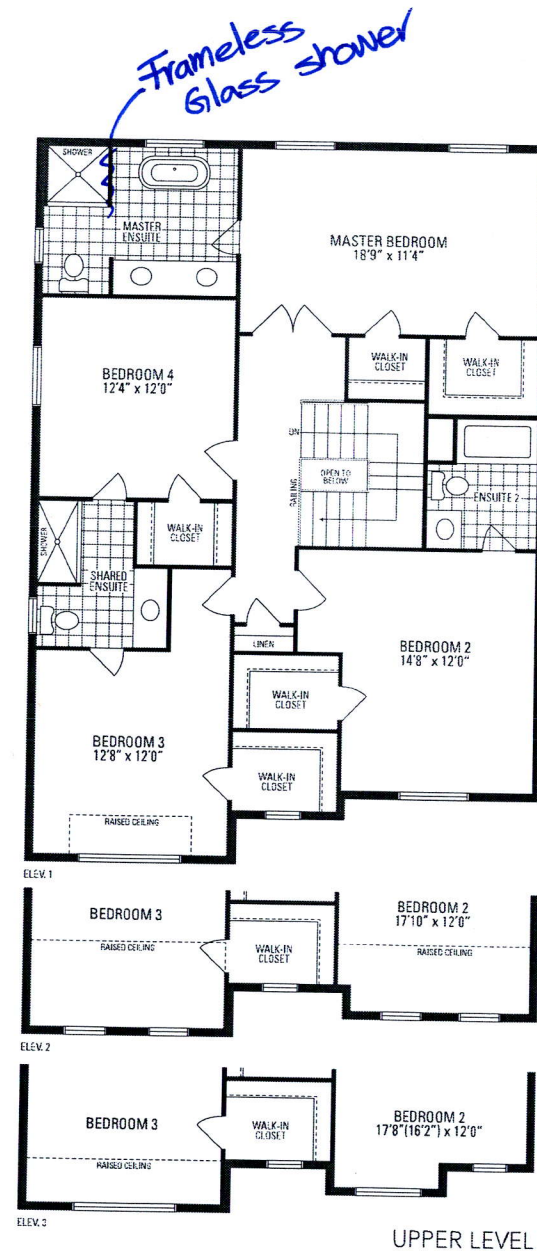 Frameless
Glass shower
SHOWER
MASTER
ENSUITE
MASTER BEDROOM
18'9" x 11'4"
BEDROOM 4
12'4" x 12'0"
WALK-IN
CLOSET
WALK-IN
CLOSET
DN
OPEN TO
BELOW
RAILING
ENSUITE 2
WALK-IN
CLOSET
SHOWER
SHARED
ENSUITE
LINEN
BEDROOM 2
14'8" x 12'0"
WALK-IN
CLOSET
BEDROOM 3
12'8" x 12'0"
WALK-IN
CLOSET
RAISED CEILING
ELEV. 1
BEDROOM 3
RAISED CEILING
WALK-IN
CLOSET
BEDROOM 2
17'10" x 12'0"
RAISED CEILING
ELEV. 2
BEDROOM 3
RAISED CEILING
WALK-IN
CLOSET
BEDROOM 2
17'8"(16'2") x 12'0"
ELEV. 3
UPPER LEVEL